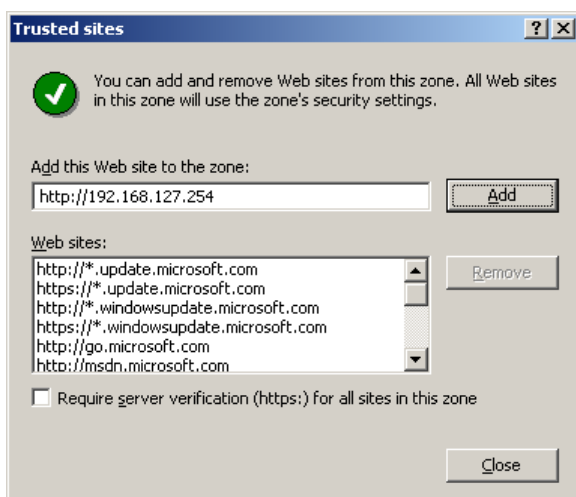 Trusted sites
You can add and remove Web sites from this zone. All Web sites
in this zone will use the zone's security settings.
Add this Web site to the zone:
http://192.168.127.254
Add
Web sites:
http://*.update.microsoft.com
https://*.update.microsoft.com
http://*.windowsupdate.microsoft.com
https://*.windowsupdate.microsoft.com
http://go.microsoft.com
http://msdn.microsoft.com
Remove
Require server verification (https:) for all sites in this zone
Close